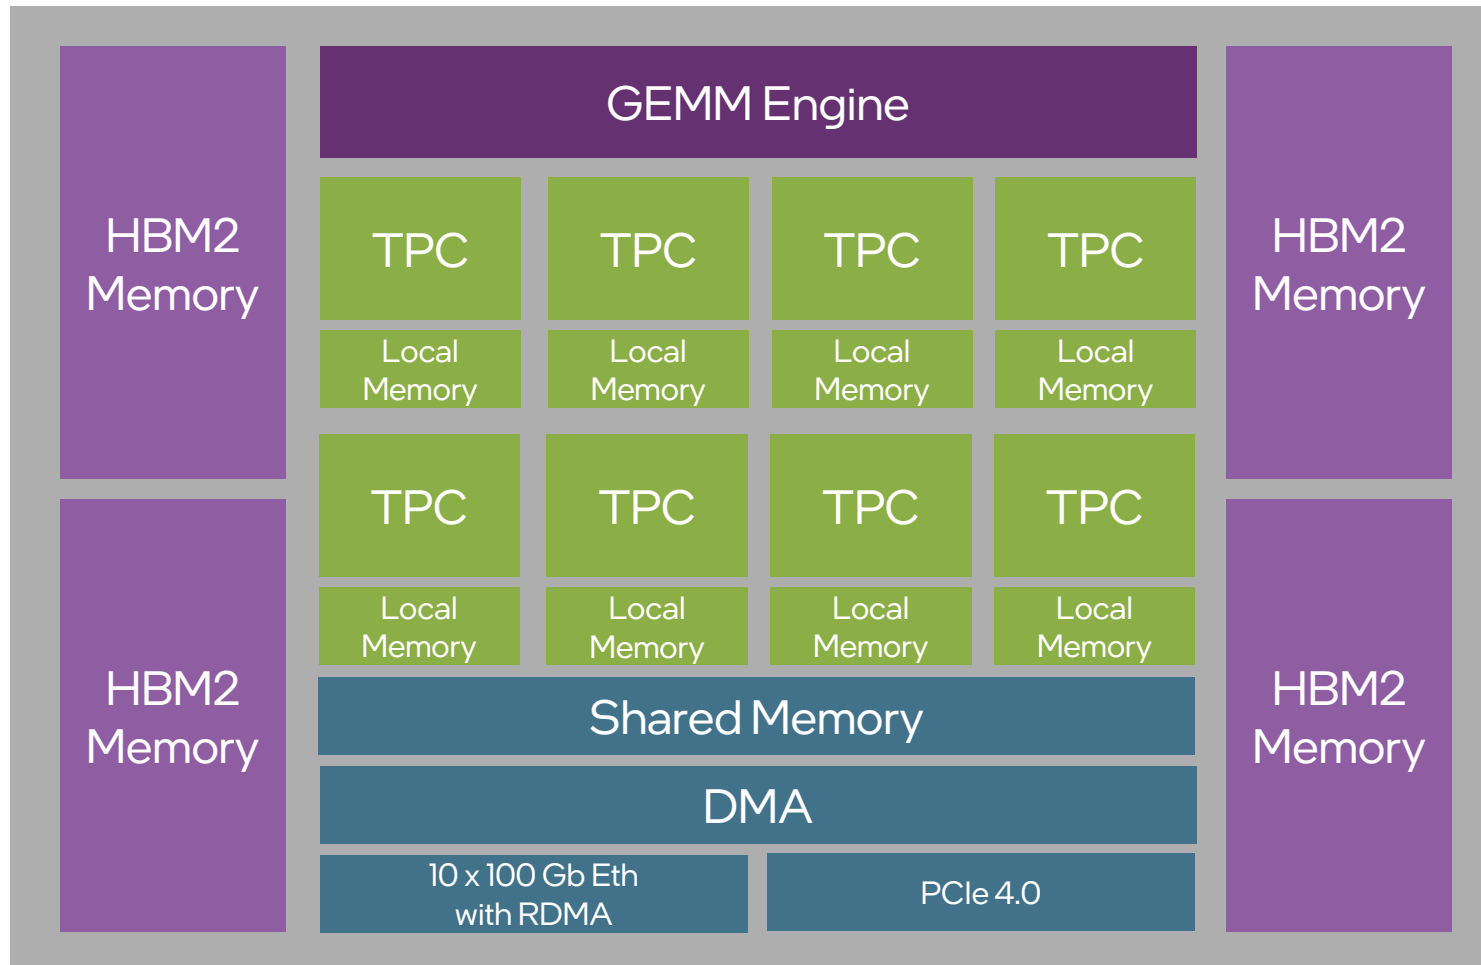 HBM2
Memory
GEMM Engine
HBM2
Memory
TPC
TPC
TPC
TPC
Local
Memory
Local
Memory
Local
Memory
Local
Memory
TPC
TPC
TPC
TPC
Local
Memory
Local
Memory
Local
Memory
Local
Memory
HBM2
Memory
HBM2
Memory
Shared Memory
DMA
10 x 100 Gb Eth
with RDMA
PCIe 4.0